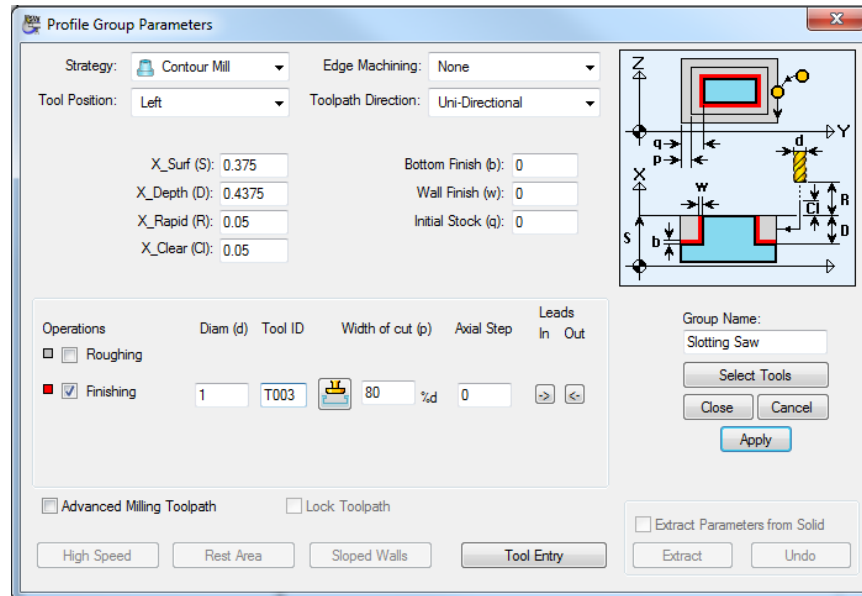 Profile Group Parameters
Strategy: Contour Mill Edge Machining: None
Tool Position: Left Toolpath Direction: Uni-Directional
X_Surf (S): 0.375 Bottom Finish (b): 0
X_Depth (D): 0.4375 Wall Finish (w): 0
X_Rapid (R): 0.05 Initial Stock (q): 0
X_Clear (Cl): 0.05
Z
Y
q
p
d
X
w
R
Cl
D
S
b
Operations Diam (d) Tool ID Width of cut (p) Axial Step Leads
In Out
Roughing
Finishing 1 T003 80 %d 0 -> <-
Group Name:
Slotting Saw
Select Tools
Close Cancel
Apply
Advanced Milling Toolpath Lock Toolpath
Extract Parameters from Solid
High Speed Rest Area Sloped Walls Tool Entry Extract Undo